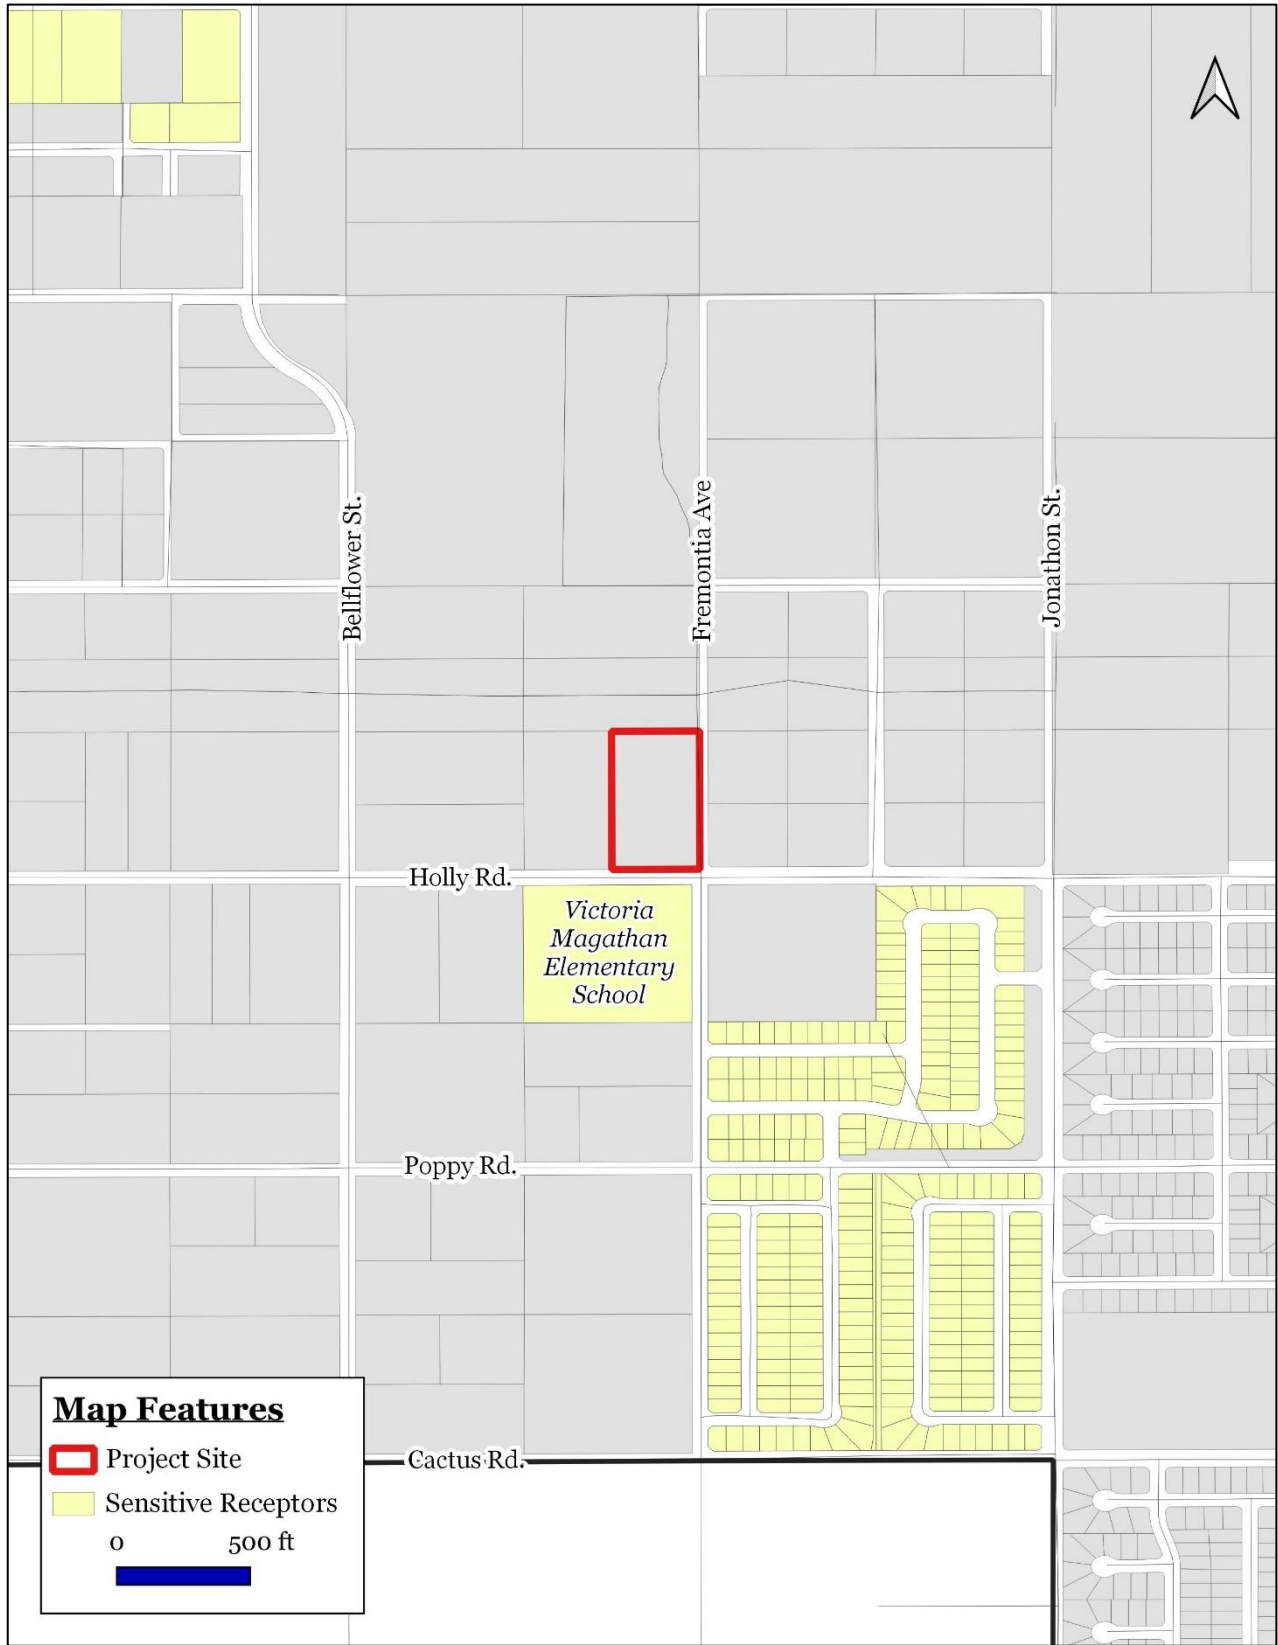 Bellflower St.
Fremontia Ave
Jonathon St.
Holly Rd.
Victoria
Magathan
Elementary
School
Poppy Rd.
Cactus Rd.
Map Features
Project Site
Sensitive Receptors
0 500 ft